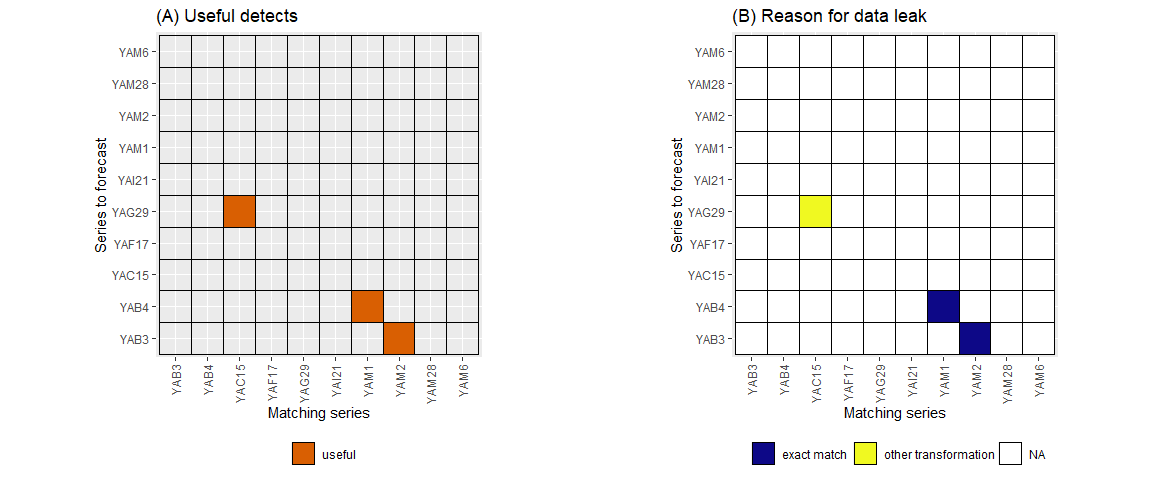 (A) Useful detects
Series to forecast
YAM6
YAM28
YAM2
YAM1
YAI21
YAG29
YAF17
YAC15
YAB4
YAB3
YAB3
YAB4
YAC15
YAF17
YAG29
YAI21
YAM1
YAM2
YAM28
YAM6
Matching series
useful
(B) Reason for data leak
Series to forecast
YAM6
YAM28
YAM2
YAM1
YAI21
YAG29
YAF17
YAC15
YAB4
YAB3
YAB3
YAB4
YAC15
YAF17
YAG29
YAI21
YAM1
YAM2
YAM28
YAM6
Matching series
exact match
other transformation
NA